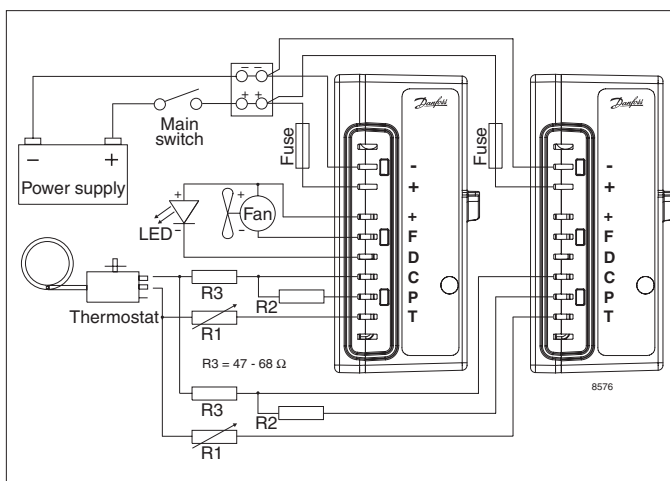 Danfoss
Danfoss
− −
+ +
Main
switch
Fuse
Fuse
− +
Power supply
-
+
+
F
D
C
P
T
-
+
+
F
D
C
P
T
+
LED
-
+
-
Fan
R3
R2
Thermostat
R1
R3 = 47 - 68 Ω
R3
R2
R1
8576